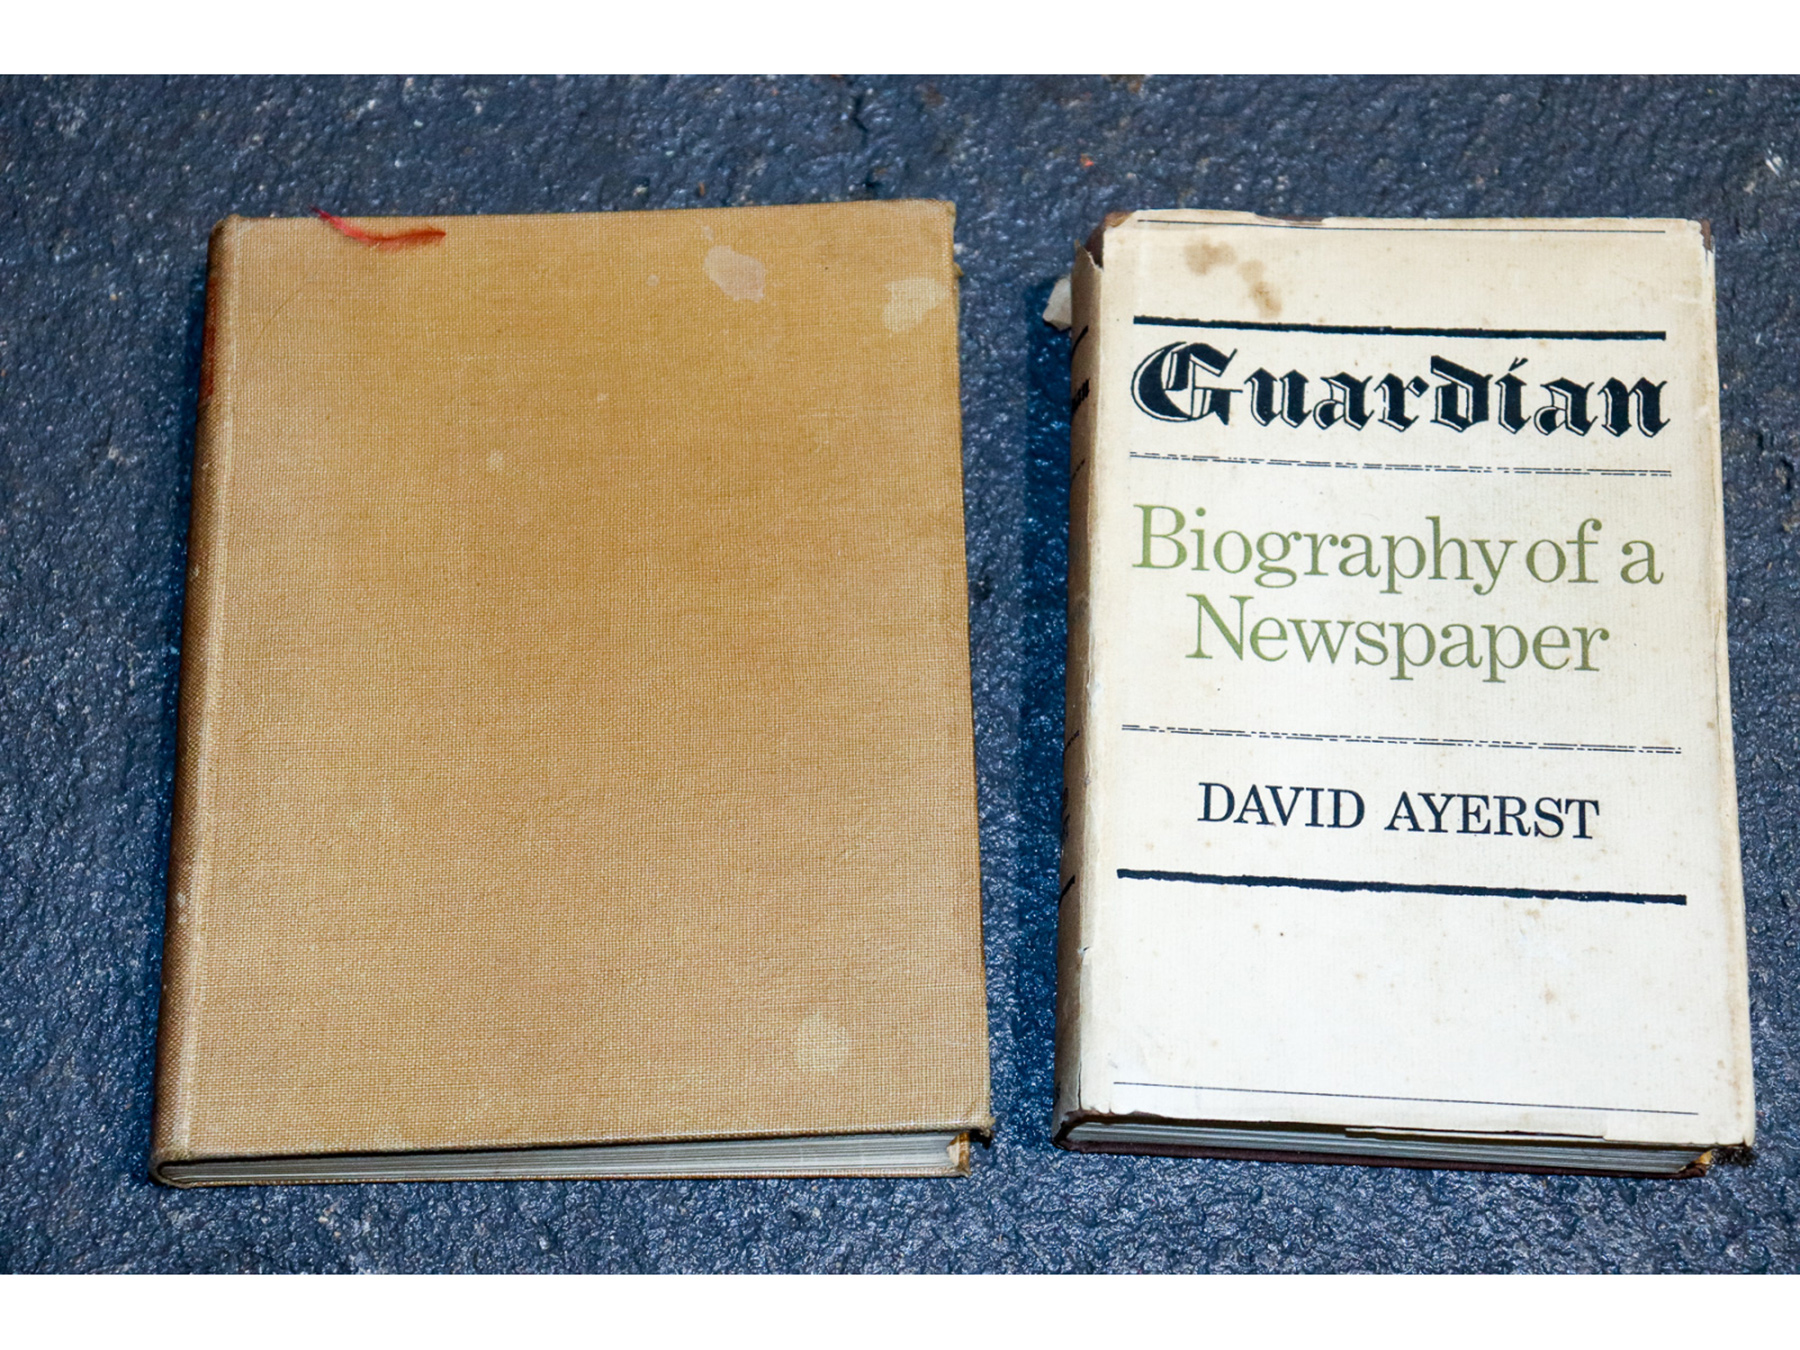 Guardian
Biography of a
Newspaper
DAVID AYERST